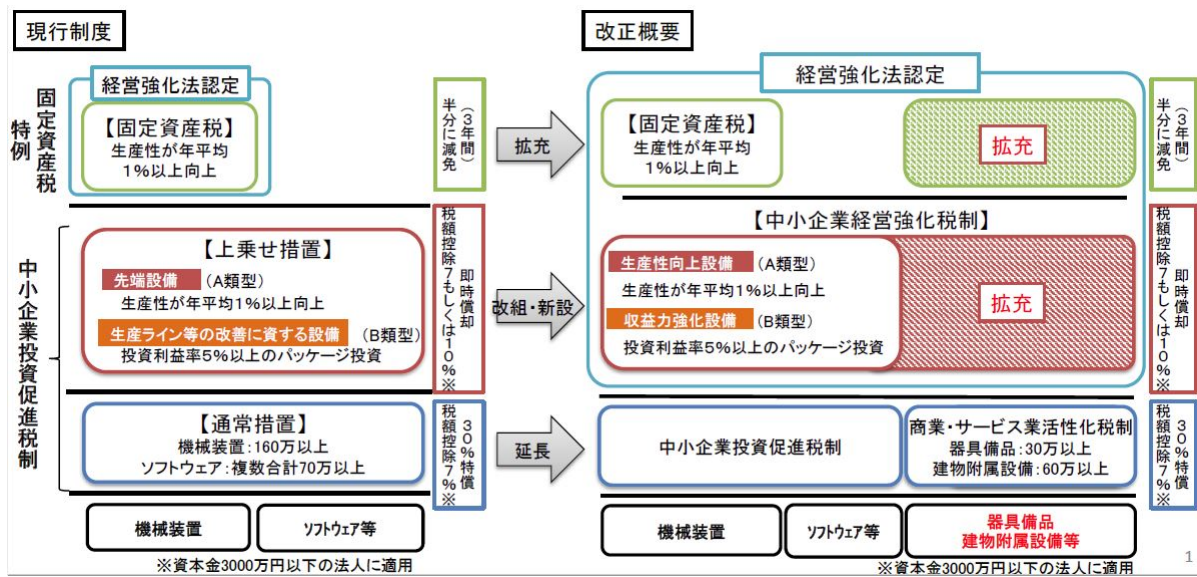 現行制度
固定資産税
特例
経営強化法認定
【固定資産税】
生産性が年平均
1%以上向上
(3年間)
半分に減免
中小企業投資促進税制
【上乗せ措置】
先端設備 (A類型)
生産性が年平均1%以上向上
生産ライン等の改善に資する設備 (B類型)
投資利益率5%以上のパッケージ投資
即時償却
税額控除7もしくは10%※
【通常措置】
機械装置:160万以上
ソフトウェア:複数合計70万以上
30%特償
税額控除7%※
機械装置
ソフトウェア等
※資本金3000万円以下の法人に適用
拡充
改組・新設
延長
改正概要
経営強化法認定
【固定資産税】
生産性が年平均
1%以上向上
拡充
(3年間)
半分に減免
【中小企業経営強化税制】
生産性向上設備 (A類型)
生産性が年平均1%以上向上
収益力強化設備 (B類型)
投資利益率5%以上のパッケージ投資
拡充
即時償却
税額控除7もしくは10%※
中小企業投資促進税制
商業・サービス業活性化税制
器具備品:30万以上
建物附属設備:60万以上
30%特償
税額控除7%※
機械装置
ソフトウェア等
器具備品
建物附属設備等
※資本金3000万円以下の法人に適用
1